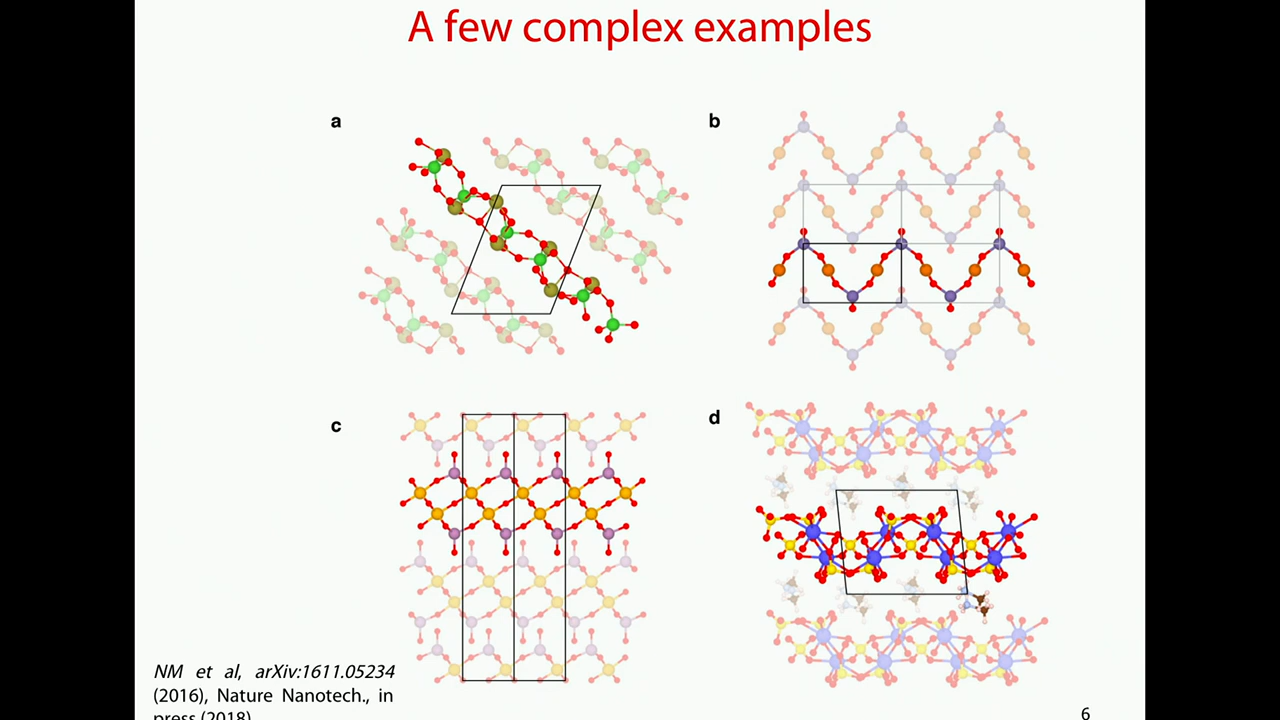 A few complex examples
a
b
c
d
NM et al, arXiv:1611.05234
(2016), Nature Nanotech., in
press (2018)
6